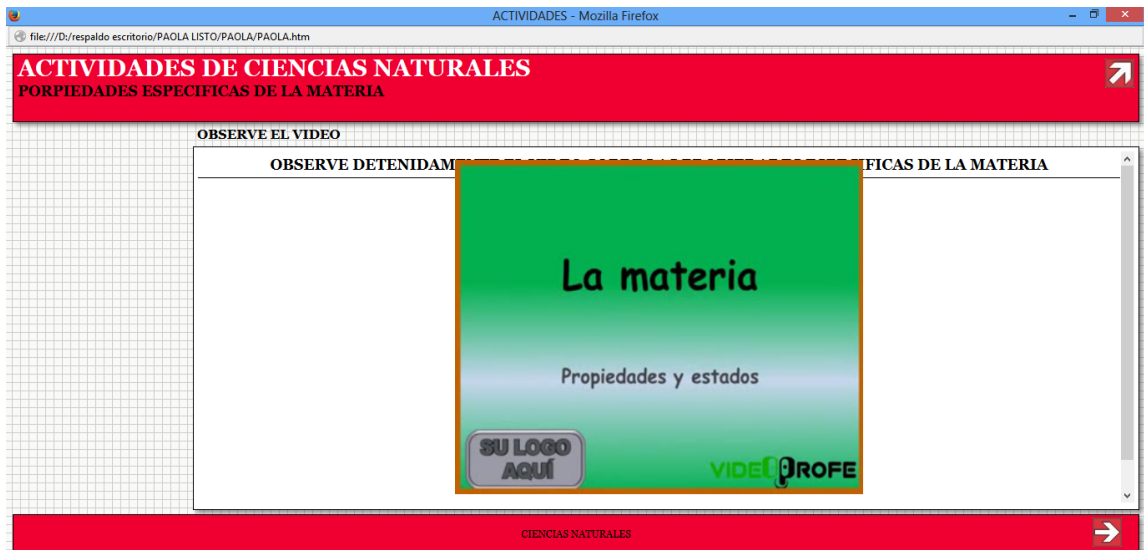 ACTIVIDADES - Mozilla Firefox
file:///D:/respaldo escritorio/PAOLA LISTO/PAOLA/PAOLA.htm
ACTIVIDADES DE CIENCIAS NATURALES
PORPIEDADES ESPECIFICAS DE LA MATERIA
OBSERVE EL VIDEO
OBSERVE DETENIDAM FICAS DE LA MATERIA
La materia
Propiedades y estados
SU LOGO
AQUÍ
VIDEOPROFE
CIENCIAS NATURALES